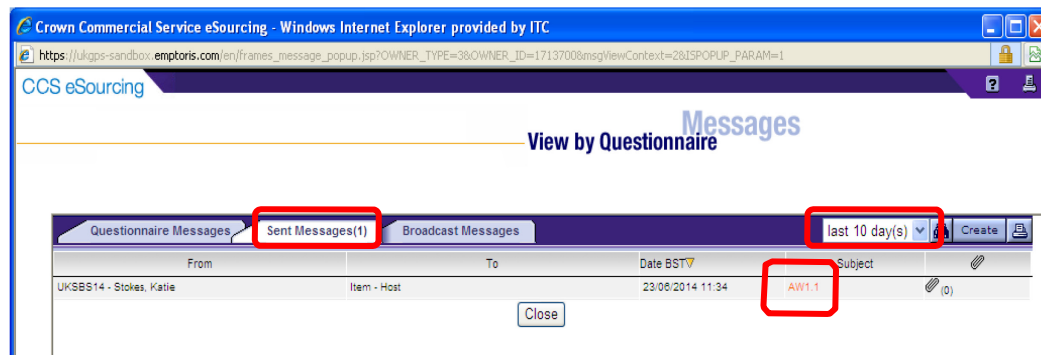 Crown Commercial Service eSourcing - Windows Internet Explorer provided by ITC
https://ukgps-sandbox.emptoris.com/en/frames_message_popup.jsp?OWNER_TYPE=3&OWNER_ID=1713700&msgViewContext=2&ISPOPUP_PARAM=1
CCS eSourcing
Messages
View by Questionnaire
Questionnaire Messages Sent Messages(1) Broadcast Messages last 10 day(s) Create
From To Date BST Subject
UKSBS14 - Stokes, Katie Item - Host 23/06/2014 11:34 AW1.1 (0)
Close